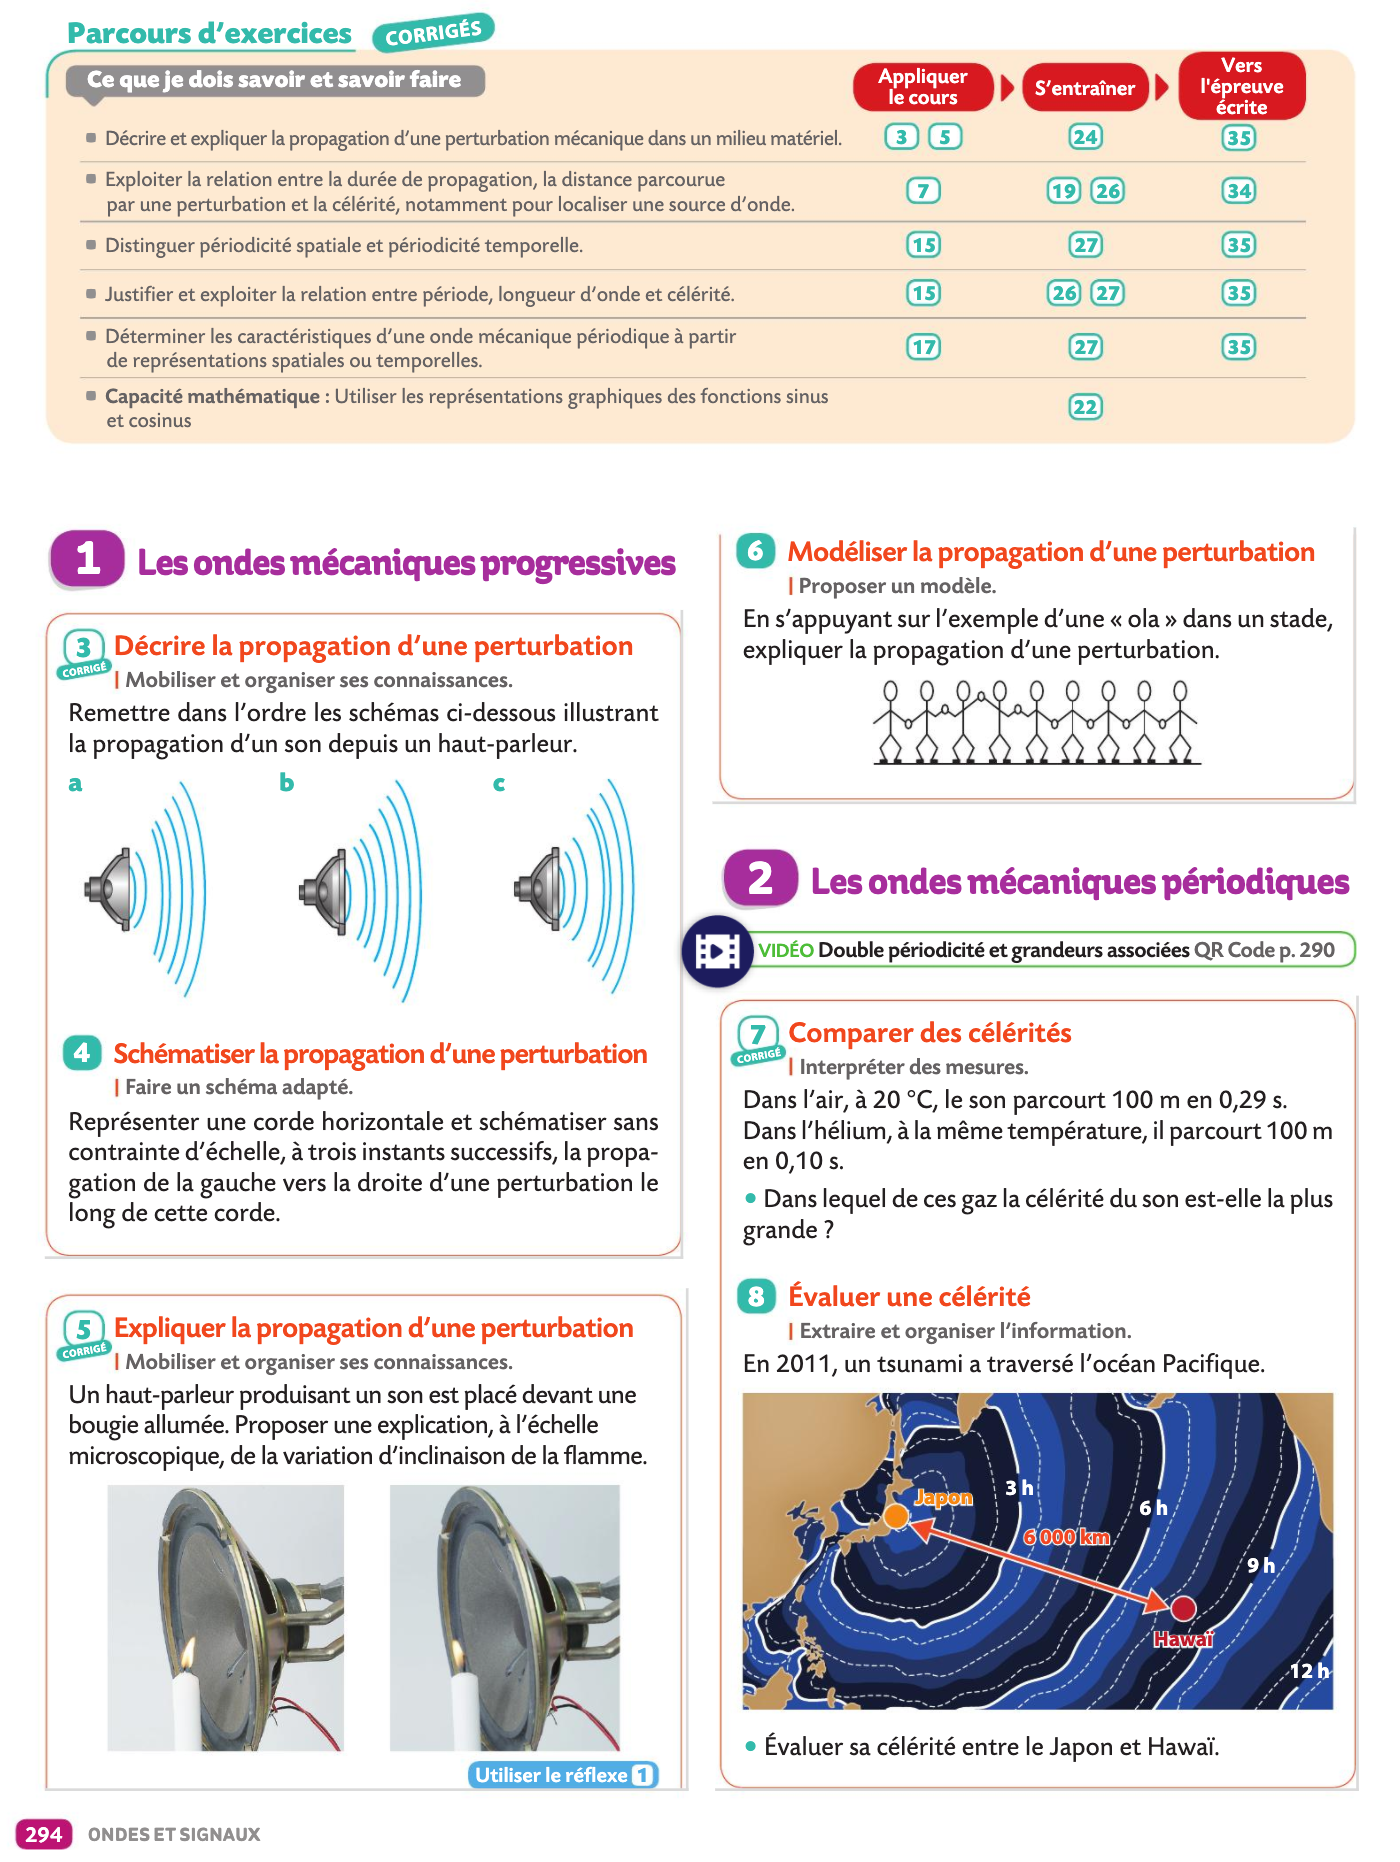 Parcours d'exercices CORRIGÉS
Ce que je dois savoir et savoir faire
Appliquer
le cours
S'entraîner
Vers
l'épreuve
écrite
Décrire et expliquer la propagation d'une perturbation mécanique dans un milieu matériel. 3 5 24 35
Exploiter la relation entre la durée de propagation, la distance parcourue
par une perturbation et la célérité, notamment pour localiser une source d'onde. 7 19 26 34
Distinguer périodicité spatiale et périodicité temporelle. 15 27 35
Justifier et exploiter la relation entre période, longueur d'onde et célérité. 15 26 27 35
Déterminer les caractéristiques d'une onde mécanique périodique à partir
de représentations spatiales ou temporelles. 17 27 35
Capacité mathématique : Utiliser les représentations graphiques des fonctions sinus
et cosinus 22
1 Les ondes mécaniques progressives
3 Décrire la propagation d'une perturbation
CORRIGÉ
| Mobiliser et organiser ses connaissances.
Remettre dans l'ordre les schémas ci-dessous illustrant
la propagation d'un son depuis un haut-parleur.
a b c
4 Schématiser la propagation d'une perturbation
| Faire un schéma adapté.
Représenter une corde horizontale et schématiser sans
contrainte d'échelle, à trois instants successifs, la propa-
gation de la gauche vers la droite d'une perturbation le
long de cette corde.
5 Expliquer la propagation d'une perturbation
CORRIGÉ
| Mobiliser et organiser ses connaissances.
Un haut-parleur produisant un son est placé devant une
bougie allumée. Proposer une explication, à l'échelle
microscopique, de la variation d'inclinaison de la flamme.
Utiliser le réflexe 1
6 Modéliser la propagation d'une perturbation
| Proposer un modèle.
En s'appuyant sur l'exemple d'une « ola » dans un stade,
expliquer la propagation d'une perturbation.
2 Les ondes mécaniques périodiques
VIDÉO Double périodicité et grandeurs associées QR Code p. 290
7 Comparer des célérités
CORRIGÉ
| Interpréter des mesures.
Dans l'air, à 20 °C, le son parcourt 100 m en 0,29 s.
Dans l'hélium, à la même température, il parcourt 100 m
en 0,10 s.
• Dans lequel de ces gaz la célérité du son est-elle la plus
grande ?
8 Évaluer une célérité
| Extraire et organiser l'information.
En 2011, un tsunami a traversé l'océan Pacifique.
Japon
3 h
6 h
6 000 km
9 h
Hawaï
12 h
• Évaluer sa célérité entre le Japon et Hawaï.
294 ONDES ET SIGNAUX